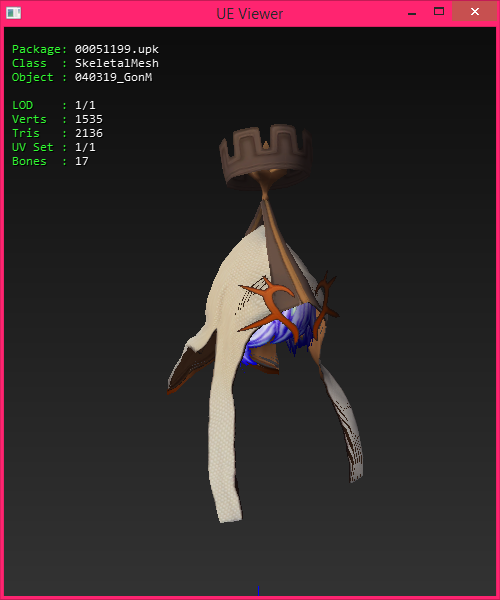 UE Viewer
Package: 00051199.upk
Class  : SkeletalMesh
Object : 040319_GonM
LOD    : 1/1
Verts  : 1535
Tris   : 2136
UV Set : 1/1
Bones  : 17